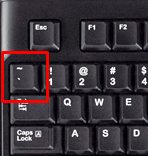 Esc F1 F2
~ ! @ # $
` 1 2 3 4
Q W E
Caps A S D
Lock